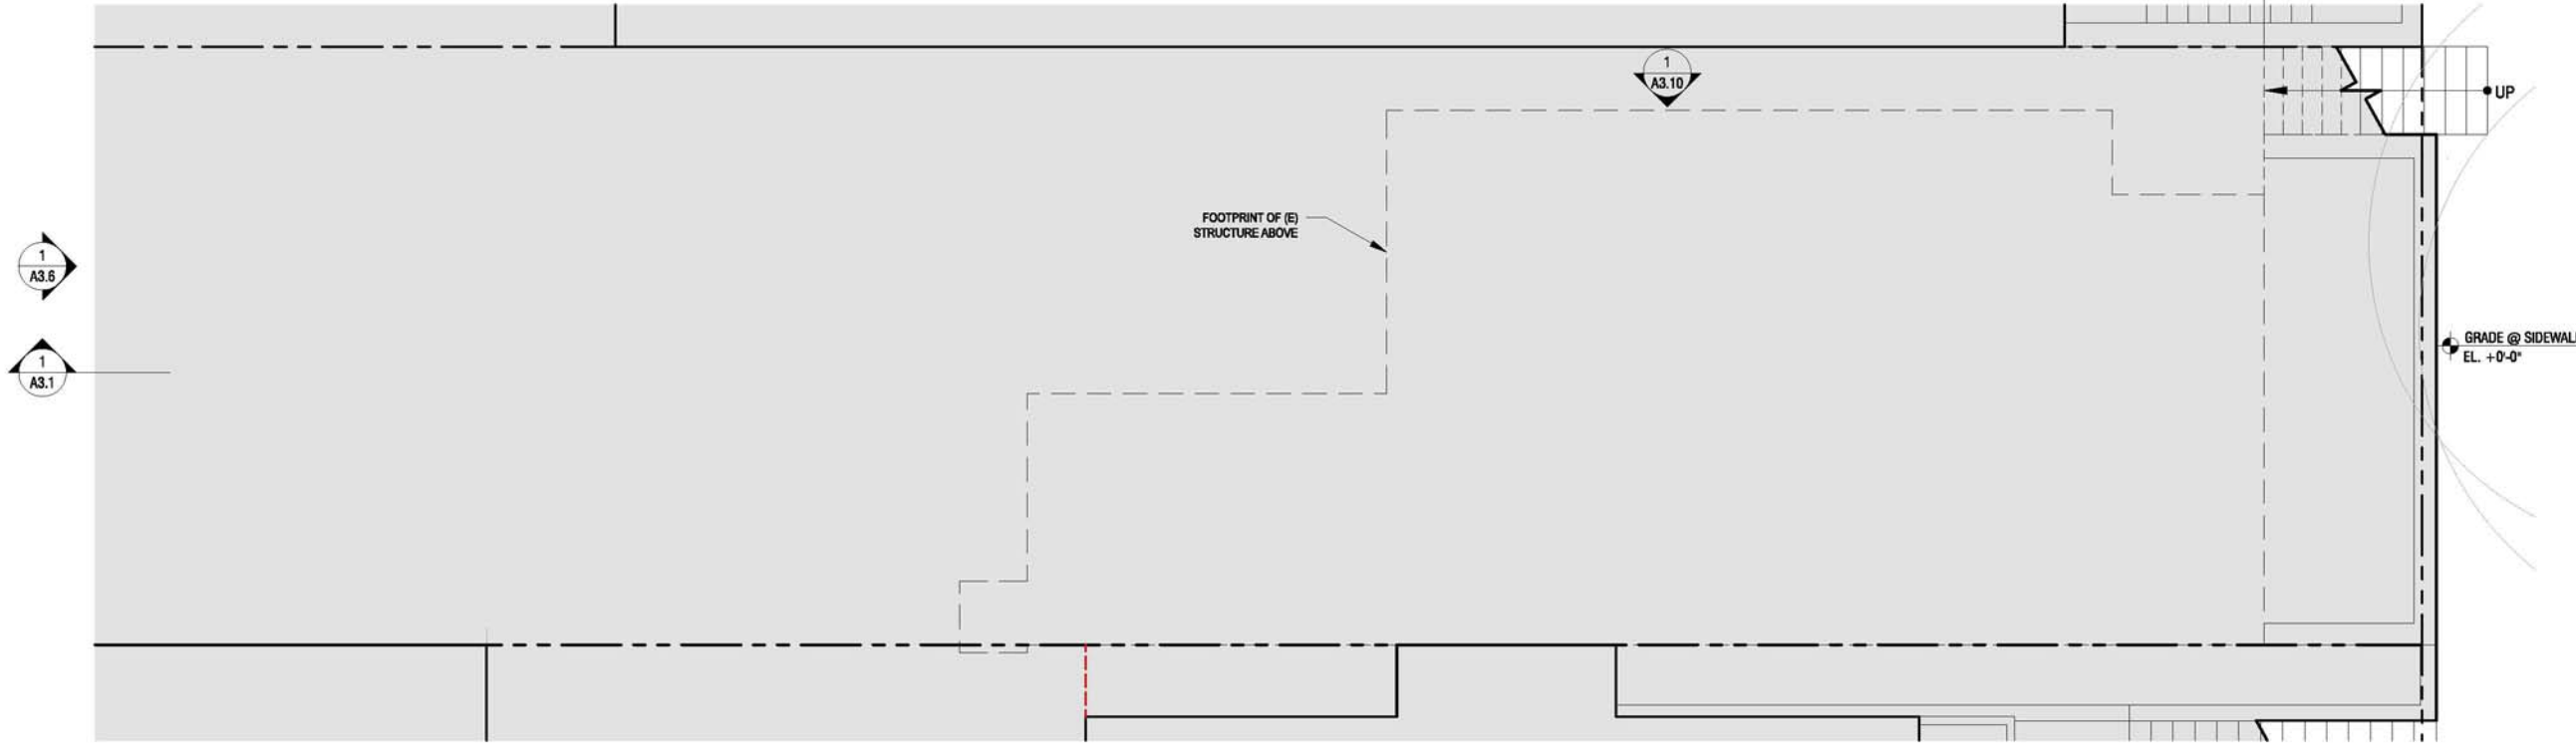 1
A3.10
UP
FOOTPRINT OF (E)
STRUCTURE ABOVE
1
A3.6
GRADE @ SIDEWAL
EL. +0'-0"
1
A3.1